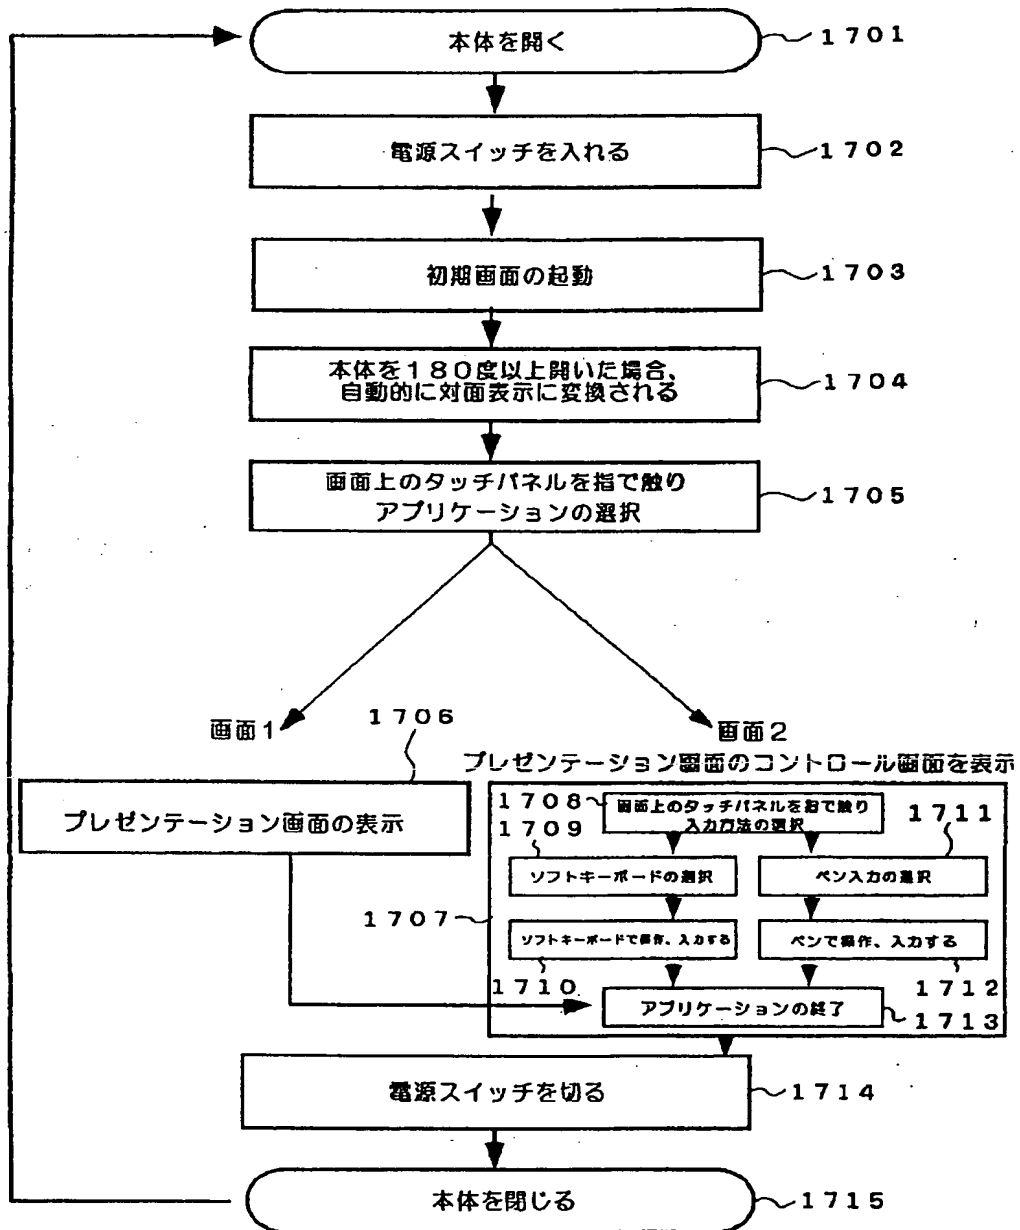 本体を開く
1701
電源スイッチを入れる
1702
初期画面の起動
1703
本体を180度以上開いた場合、
自動的に対面表示に変換される
1704
画面上のタッチパネルを指で触り
アプリケーションの選択
1705
画面1
1706
プレゼンテーション画面の表示
画面2
プレゼンテーション画面のコントロール画面を表示
1707
1708
画面上のタッチパネルを指で触り
入力方法の選択
1709
ソフトキーボードの選択
1711
ペン入力の選択
ソフトキーボードで操作、入力する
1710
ペンで操作、入力する
1712
アプリケーションの終了
1713
電源スイッチを切る
1714
本体を閉じる
1715